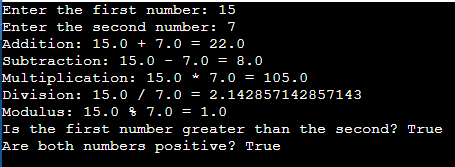 Enter the first number: 15
Enter the second number: 7
Addition: 15.0 + 7.0 = 22.0
Subtraction: 15.0 - 7.0 = 8.0
Multiplication: 15.0 * 7.0 = 105.0
Division: 15.0 / 7.0 = 2.142857142857143
Modulus: 15.0 % 7.0 = 1.0
Is the first number greater than the second? True
Are both numbers positive? True